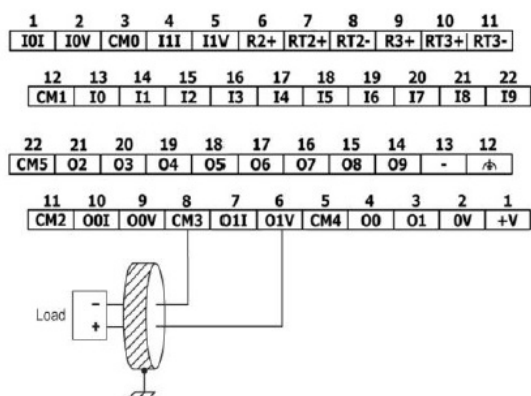 1 2 3 4 5 6 7 8 9 10 11
I0I I0V CM0 I1I I1V R2+ RT2+ RT2- R3+ RT3+ RT3-
12 13 14 15 16 17 18 19 20 21 22
CM1 I0 I1 I2 I3 I4 I5 I6 I7 I8 I9
22 21 20 19 18 17 16 15 14 13 12
CM5 O2 O3 O4 O5 O6 O7 O8 O9 -
11 10 9 8 7 6 5 4 3 2 1
CM2 O0I O0V CM3 O1I O1V CM4 O0 O1 0V +V
-
Load
+